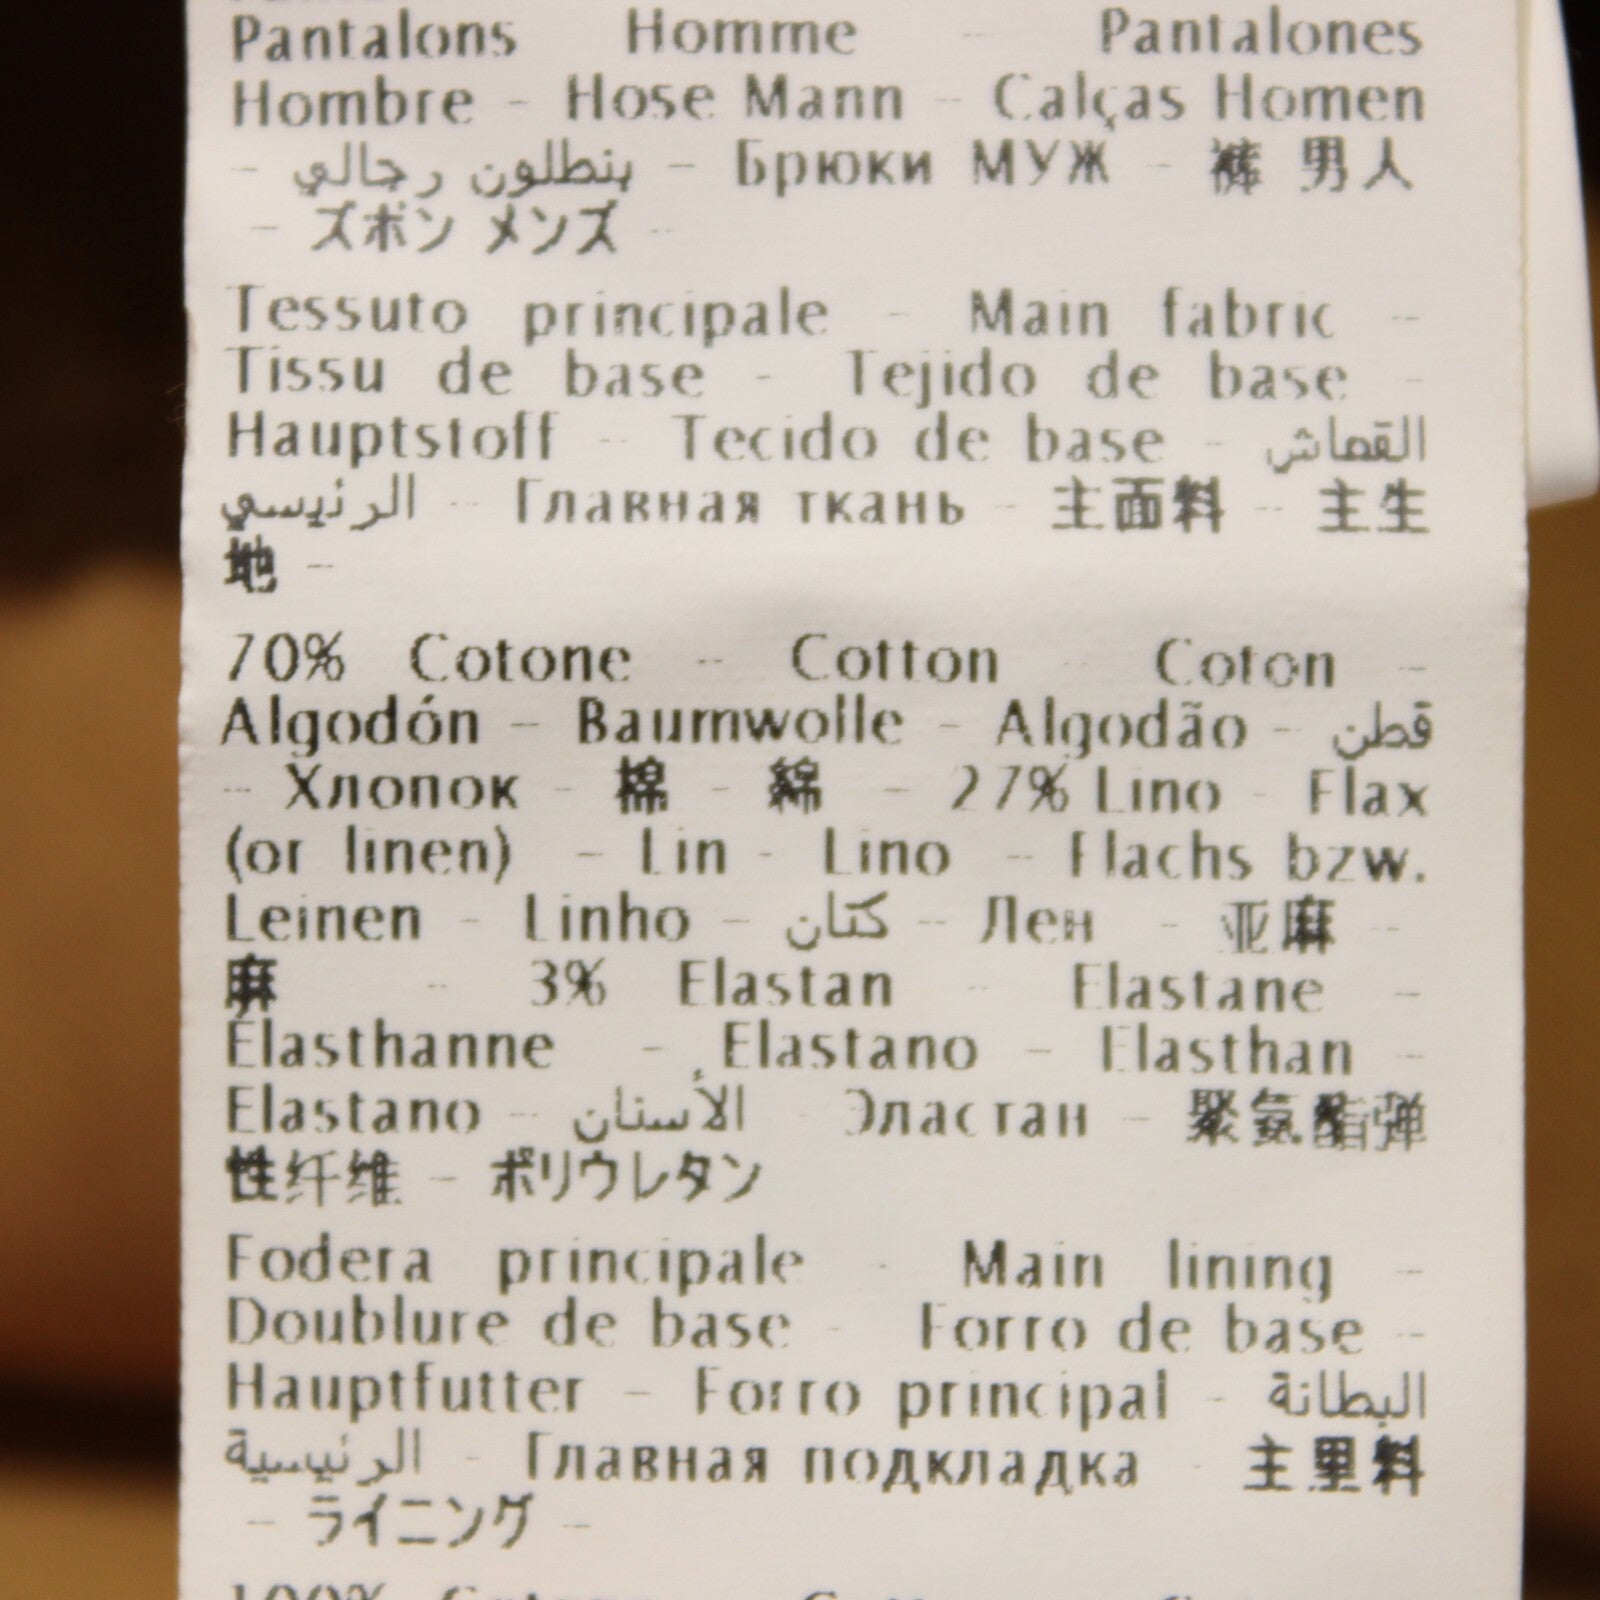 Pantalons Homme - Pantalones
Hombre - Hose Mann - Calças Homen
- بنطلون رجالي - Брюки МУЖ - 裤 男人
- ズボン メンズ -
Tessuto principale - Main fabric -
Tissu de base - Tejido de base -
Hauptstoff - Tecido de base - القماش
الرئيسي - Главная ткань - 主面料 - 主生
地 -
70% Cotone - Cotton - Coton -
Algodón - Baumwolle - Algodão - قطن
- Хлопок - 棉 - 綿 - 27% Lino - Flax
(or linen) - Lin - Lino - Flachs bzw.
Leinen - Linho - كتان - Лен - 亚麻 -
麻 - 3% Elastan - Elastane -
Élasthanne - Elastano - Elasthan -
Elastano - الأستان - Эластан - 聚氨酯弹
性纤维 - ポリウレタン
Fodera principale - Main lining -
Doublure de base - Forro de base -
Hauptfutter - Forro principal - البطانة
الرئيسية - Главная подкладка - 主里料
- ライニング -